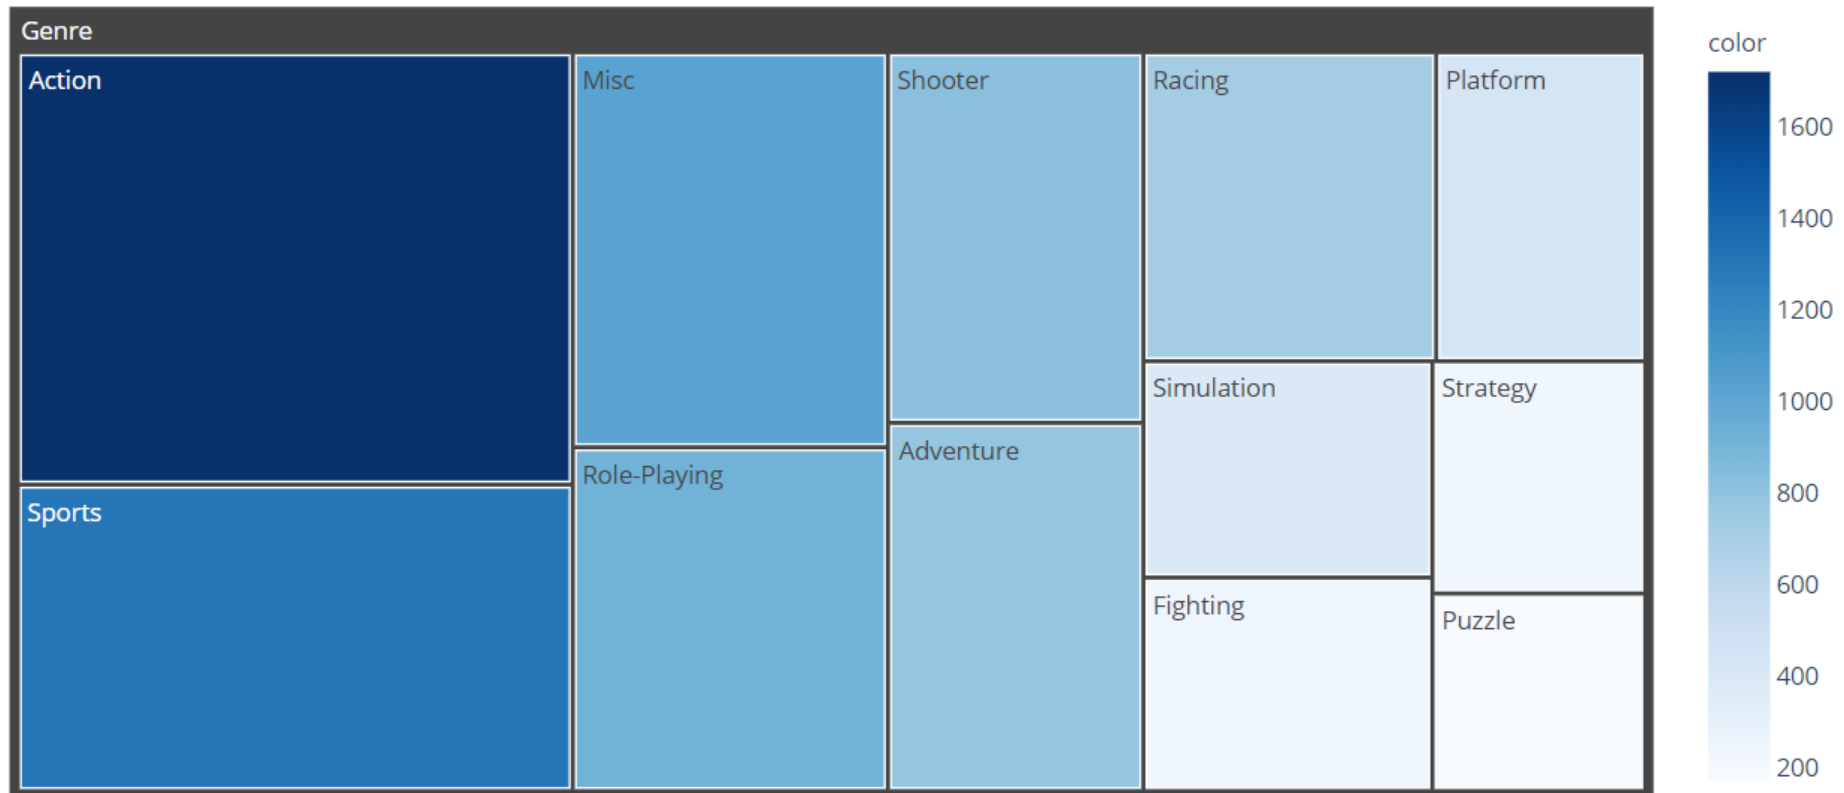 Genre
Action
Misc
Shooter
Racing
Platform
Simulation
Strategy
Adventure
Role-Playing
Sports
Fighting
Puzzle
color
1600
1400
1200
1000
800
600
400
200